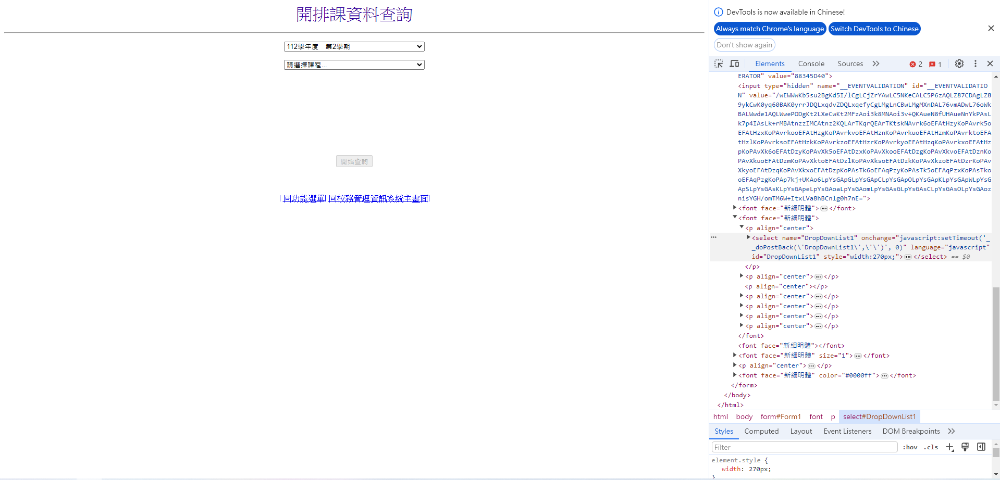 開排課資料查詢
112學年度　第2學期
請選擇課程...
開始查詢
| 回功能選單| 回校務管理資訊系統主畫面|
DevTools is now available in Chinese!
Always match Chrome's language
Switch DevTools to Chinese
Don't show again
Elements Console Sources 2 1
ERATOR" value="88345D40">
<input type="hidden" name="__EVENTVALIDATION" id="__EVENTVALIDATIO
N" value="/wEWWwKb5su2BgKd5I/lCgLCjZrYAwLC5NKeCALC5P6zAQLZ87CDAgLZ8
9ykCwK0yq60BAK0yrrJDQLxqdvZDQLxqefyCgLMgLnCBwLMgMXnDAL76vmADwL76oWk
BALWwde1AQLWwePODgKt2LXeCwKt2MFzAoi3k8MNAoi3v+QKAueN8fUHAueNnYkPAsL
k7p4IAsLk+rMBAtnzzIMCAtnz2KQLArTKqrQEArTKtskNAvrk6oEFAtHzyKoPAvrk5o
EFAtHzxKoPAvrkooEFAtHzgKoPAvrkvoEFAtHznKoPAvrkuoEFAtHzmKoPAvrktoEFA
tHzlKoPAvrksoEFAtHzkKoPAvrkzoEFAtHzrKoPAvrkyoEFAtHzqKoPAvrkxoEFAtHz
pKoPAvXk6oEFAtDzyKoPAvXk5oEFAtDzxKoPAvXkooEFAtDzgKoPAvXkvoEFAtDznKo
PAvXkuoEFAtDzmKoPAvXktoEFAtDzlKoPAvXksoEFAtDzkKoPAvXkzoEFAtDzrKoPAv
XkyoEFAtDzqKoPAvXkxoEFAtDzpKoPAsTk6oEFAqPzyKoPAsTk5oEFAqPzxKoPAsTko
oEFAqPzgKoPAp7kj+UKAo6LpYsGApGLpYsGApCLpYsGApOLpYsGApKLpYsGApWLpYsG
ApSLpYsGAsKLpYsGApeLpYsGAoaLpYsGAomLpYsGAsGLpYsGAsCLpYsGAsOLpYsGAoz
nisYGH/omTM6W+ItxLVa8hBCnlg0h7nE=">
<font face="新細明體">…</font>
<font face="新細明體">
<p align="center">
<select name="DropDownList1" onchange="javascript:setTimeout('_
_doPostBack(\'DropDownList1\',\'\')', 0)" language="javascript"
id="DropDownList1" style="width:270px;">…</select> == $0
</p>
<p align="center">…</p>
<p align="center"></p>
<p align="center">…</p>
<p align="center">…</p>
<p align="center">…</p>
<p align="center">…</p>
</font>
<font face="新細明體"></font>
<font face="新細明體" size="1">…</font>
<p align="center">…</p>
<font face="新細明體" color="#0000ff">…</font>
</form>
</body>
</html>
html body form#Form1 font p select#DropDownList1
Styles Computed Layout Event Listeners DOM Breakpoints
Filter :hov .cls
element.style {
width: 270px;
}